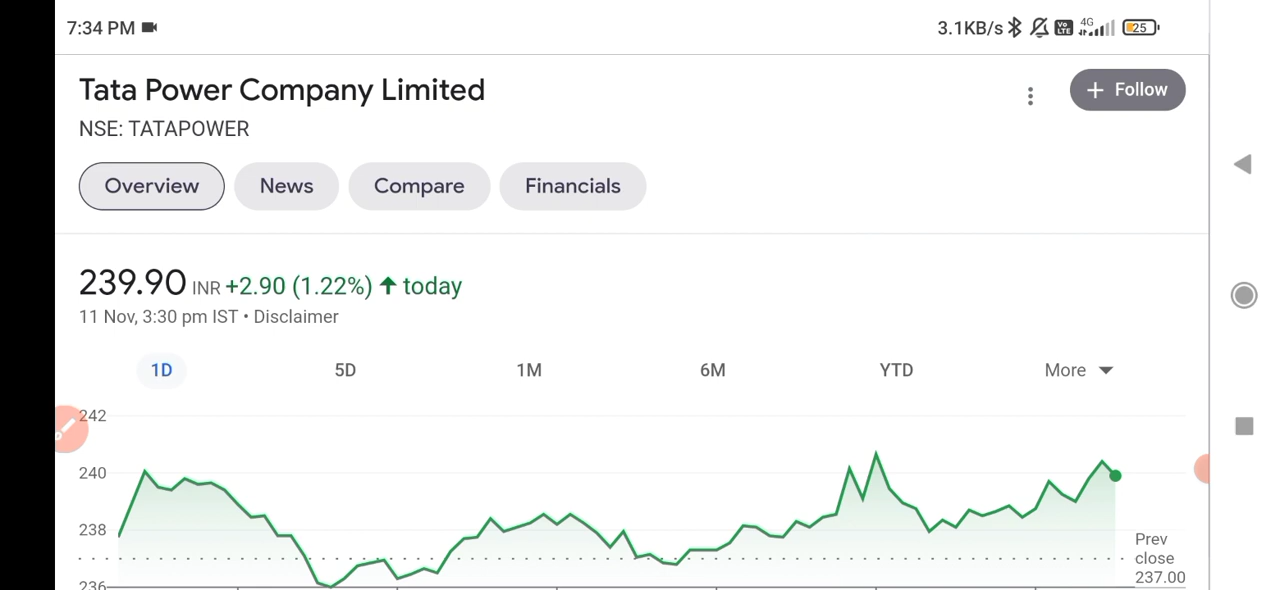 7:34 PM
3.1KB/s Vo LTE 4G 25
Tata Power Company Limited
+ Follow
NSE: TATAPOWER
Overview News Compare Financials
239.90 INR +2.90 (1.22%) ↑ today
11 Nov, 3:30 pm IST • Disclaimer
1D 5D 1M 6M YTD More
242
240
238
236
Prev
close
237.00